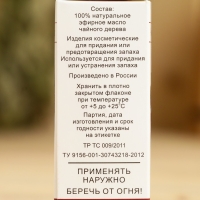 Состав:
100% натуральное
эфирное масло
чайного дерева
Изделия косметические
для придания или
предотвращения запаха
Используется для придания
или устранения запаха
Произведено в России
Хранить в плотно
закрытом флаконе
при температуре
от +5 до +25°С
Партия, дата
изготовления и срок
годности указаны
на этикетке
ТР ТС 009/2011
ТУ 9156-001-30743218-2012
ПРИМЕНЯТЬ
НАРУЖНО
БЕРЕЧЬ ОТ ОГНЯ!